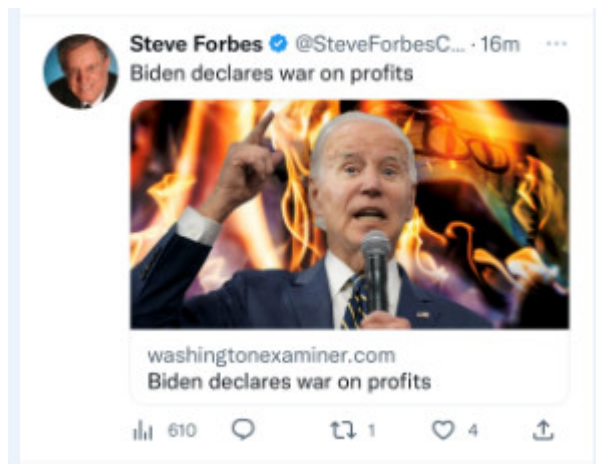 Steve Forbes @SteveForbesC... · 16m
Biden declares war on profits
washingtonexaminer.com
Biden declares war on profits
610 1 4